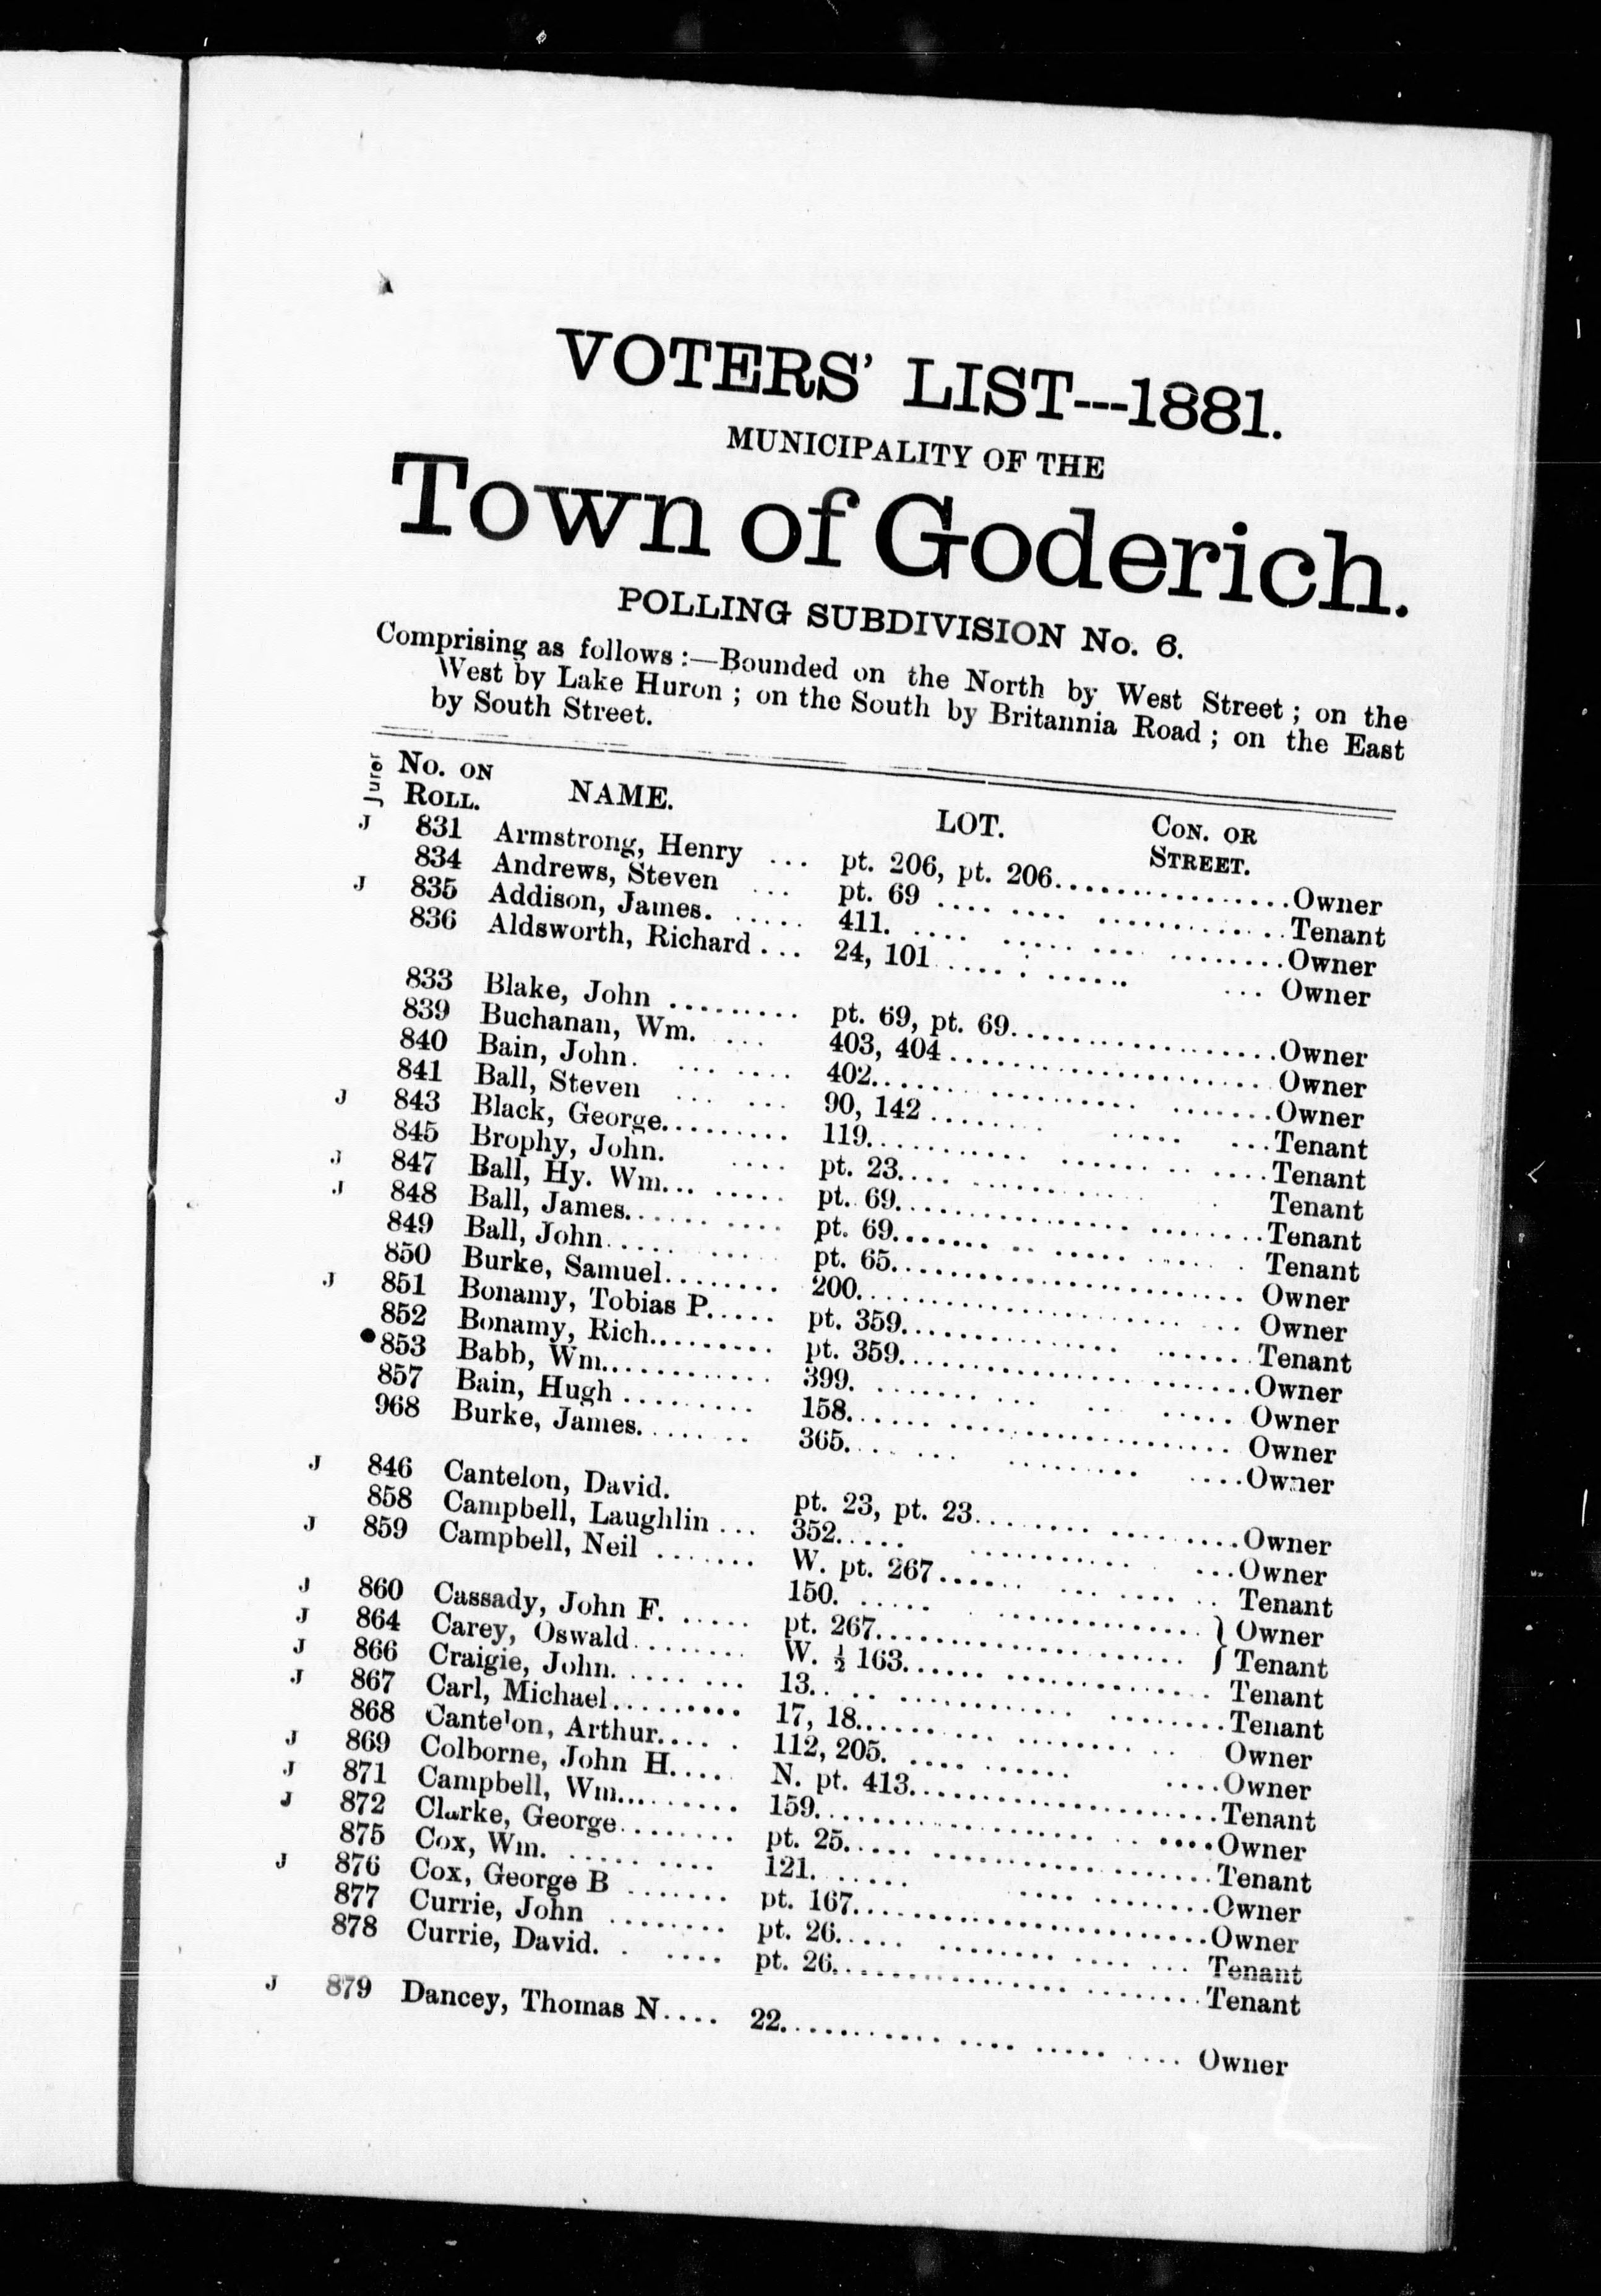 VOTERS' LIST---1881.
MUNICIPALITY OF THE
Town of Goderich.
POLLING SUBDIVISION No. 6.
Comprising as follows :—Bounded on the North by West Street ; on the
West by Lake Huron ; on the South by Britannia Road ; on the East
by South Street.
Juror No. ON ROLL. NAME. LOT. CON. OR STREET.
J 831 Armstrong, Henry ... pt. 206, pt. 206........Owner
834 Andrews, Steven ... pt. 69 ........Tenant
J 835 Addison, James. ..... 411. ........Owner
836 Aldsworth, Richard ... 24, 101 ........ Owner
833 Blake, John ......... pt. 69, pt. 69........Owner
839 Buchanan, Wm. .... 403, 404........Owner
840 Bain, John. ....... 402........Owner
841 Ball, Steven ... ... 90, 142 ........Tenant
J 843 Black, George......... 119........Tenant
845 Brophy, John. .... pt. 23........ Tenant
J 847 Ball, Hy. Wm... ..... pt. 69........Tenant
J 848 Ball, James.......... pt. 69........ Tenant
849 Ball, John..... ..... pt. 65........ Owner
850 Burke, Samuel........ 200........ Owner
J 851 Bonamy, Tobias P..... pt. 359........Tenant
852 Bonamy, Rich......... pt. 359........Owner
853 Babb, Wm............ 399. ........ Owner
857 Bain, Hugh ......... 158........ Owner
968 Burke, James........ 365........Owner
J 846 Cantelon, David. pt. 23, pt. 23........Owner
858 Campbell, Laughlin ... 352........Owner
J 859 Campbell, Neil ....... W. pt. 267........ Tenant
150. ........ } Owner
J 860 Cassady, John F. ..... pt. 267........ } Tenant
J 864 Carey, Oswald........ W. ½ 163........ Tenant
J 866 Craigie, John. ........ 13........Tenant
J 867 Carl, Michael.......... 17, 18........ Owner
868 Cantelon, Arthur..... . 112, 205. ........Owner
J 869 Colborne, John H..... N. pt. 413........Tenant
J 871 Campbell, Wm......... 159........Owner
J 872 Clarke, George........ pt. 25........Tenant
875 Cox, Wm. ..... .... 121........Owner
J 876 Cox, George B ....... pt. 167........Owner
877 Currie, John ........ pt. 26........ Tenant
878 Currie, David. . .... pt. 26........Tenant
J 879 Dancey, Thomas N.... 22........ Owner